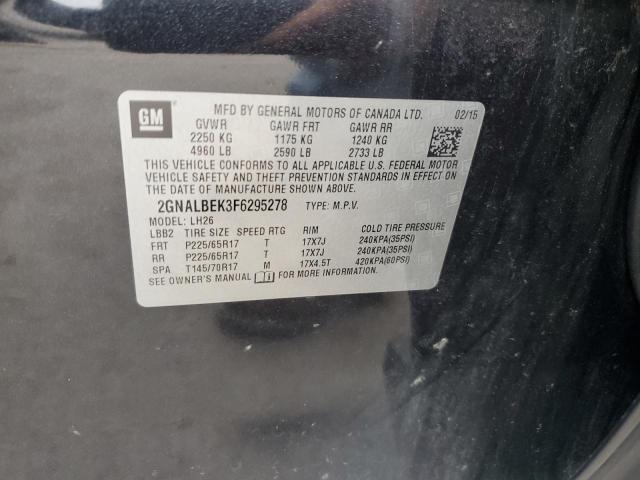 GM
MFD BY GENERAL MOTORS OF CANADA LTD. 02/15
GVWR GAWR FRT GAWR RR
2250 KG 1175 KG 1240 KG
4960 LB 2590 LB 2733 LB
THIS VEHICLE CONFORMS TO ALL APPLICABLE U.S. FEDERAL MOTOR
VEHICLE SAFETY AND THEFT PREVENTION STANDARDS IN
EFFECT ON THE DATE OF MANUFACTURE SHOWN ABOVE.
2GNALBEK3F6295278 TYPE: M.P.V.
MODEL: LH26
LBB2 TIRE SIZE SPEED RTG RIM COLD TIRE PRESSURE
FRT P225/65R17 T 17X7J 240KPA(35PSI)
RR P225/65R17 T 17X7J 240KPA(35PSI)
SPA T145/70R17 M 17X4.5T 420KPA(60PSI)
SEE OWNER'S MANUAL FOR MORE INFORMATION.